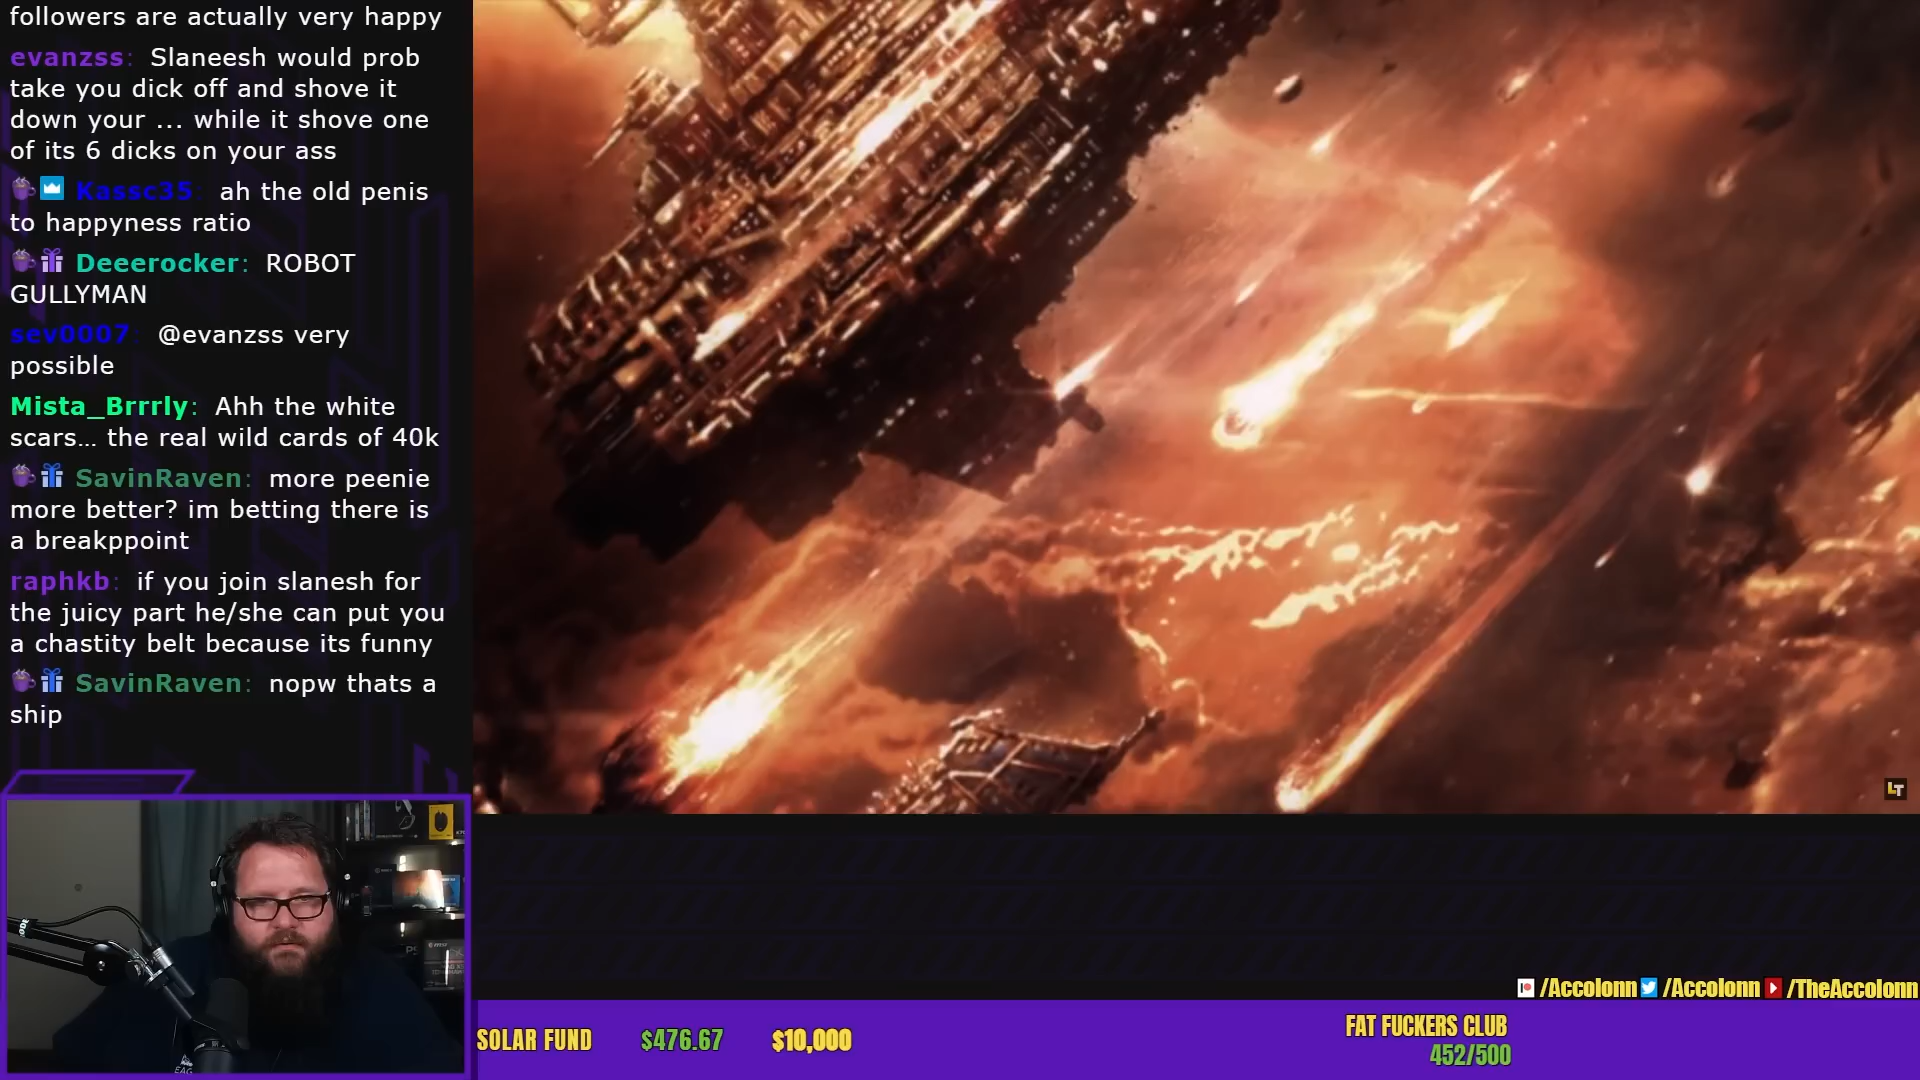 followers are actually very happy
evanzss: Slaneesh would prob
take you dick off and shove it
down your ... while it shove one
of its 6 dicks on your ass
Kassc35: ah the old penis
to happyness ratio
Deeerocker: ROBOT
GULLYMAN
sev0007: @evanzss very
possible
Mista_Brrrly: Ahh the white
scars... the real wild cards of 40k
SavinRaven: more peenie
more better? im betting there is
a breakppoint
raphkb: if you join slanesh for
the juicy part he/she can put you
a chastity belt because its funny
SavinRaven: nopw thats a
ship
LT
/Accolonn /Accolonn /TheAccolonn
SOLAR FUND $476.67 $10,000
FAT FUCKERS CLUB
452/500